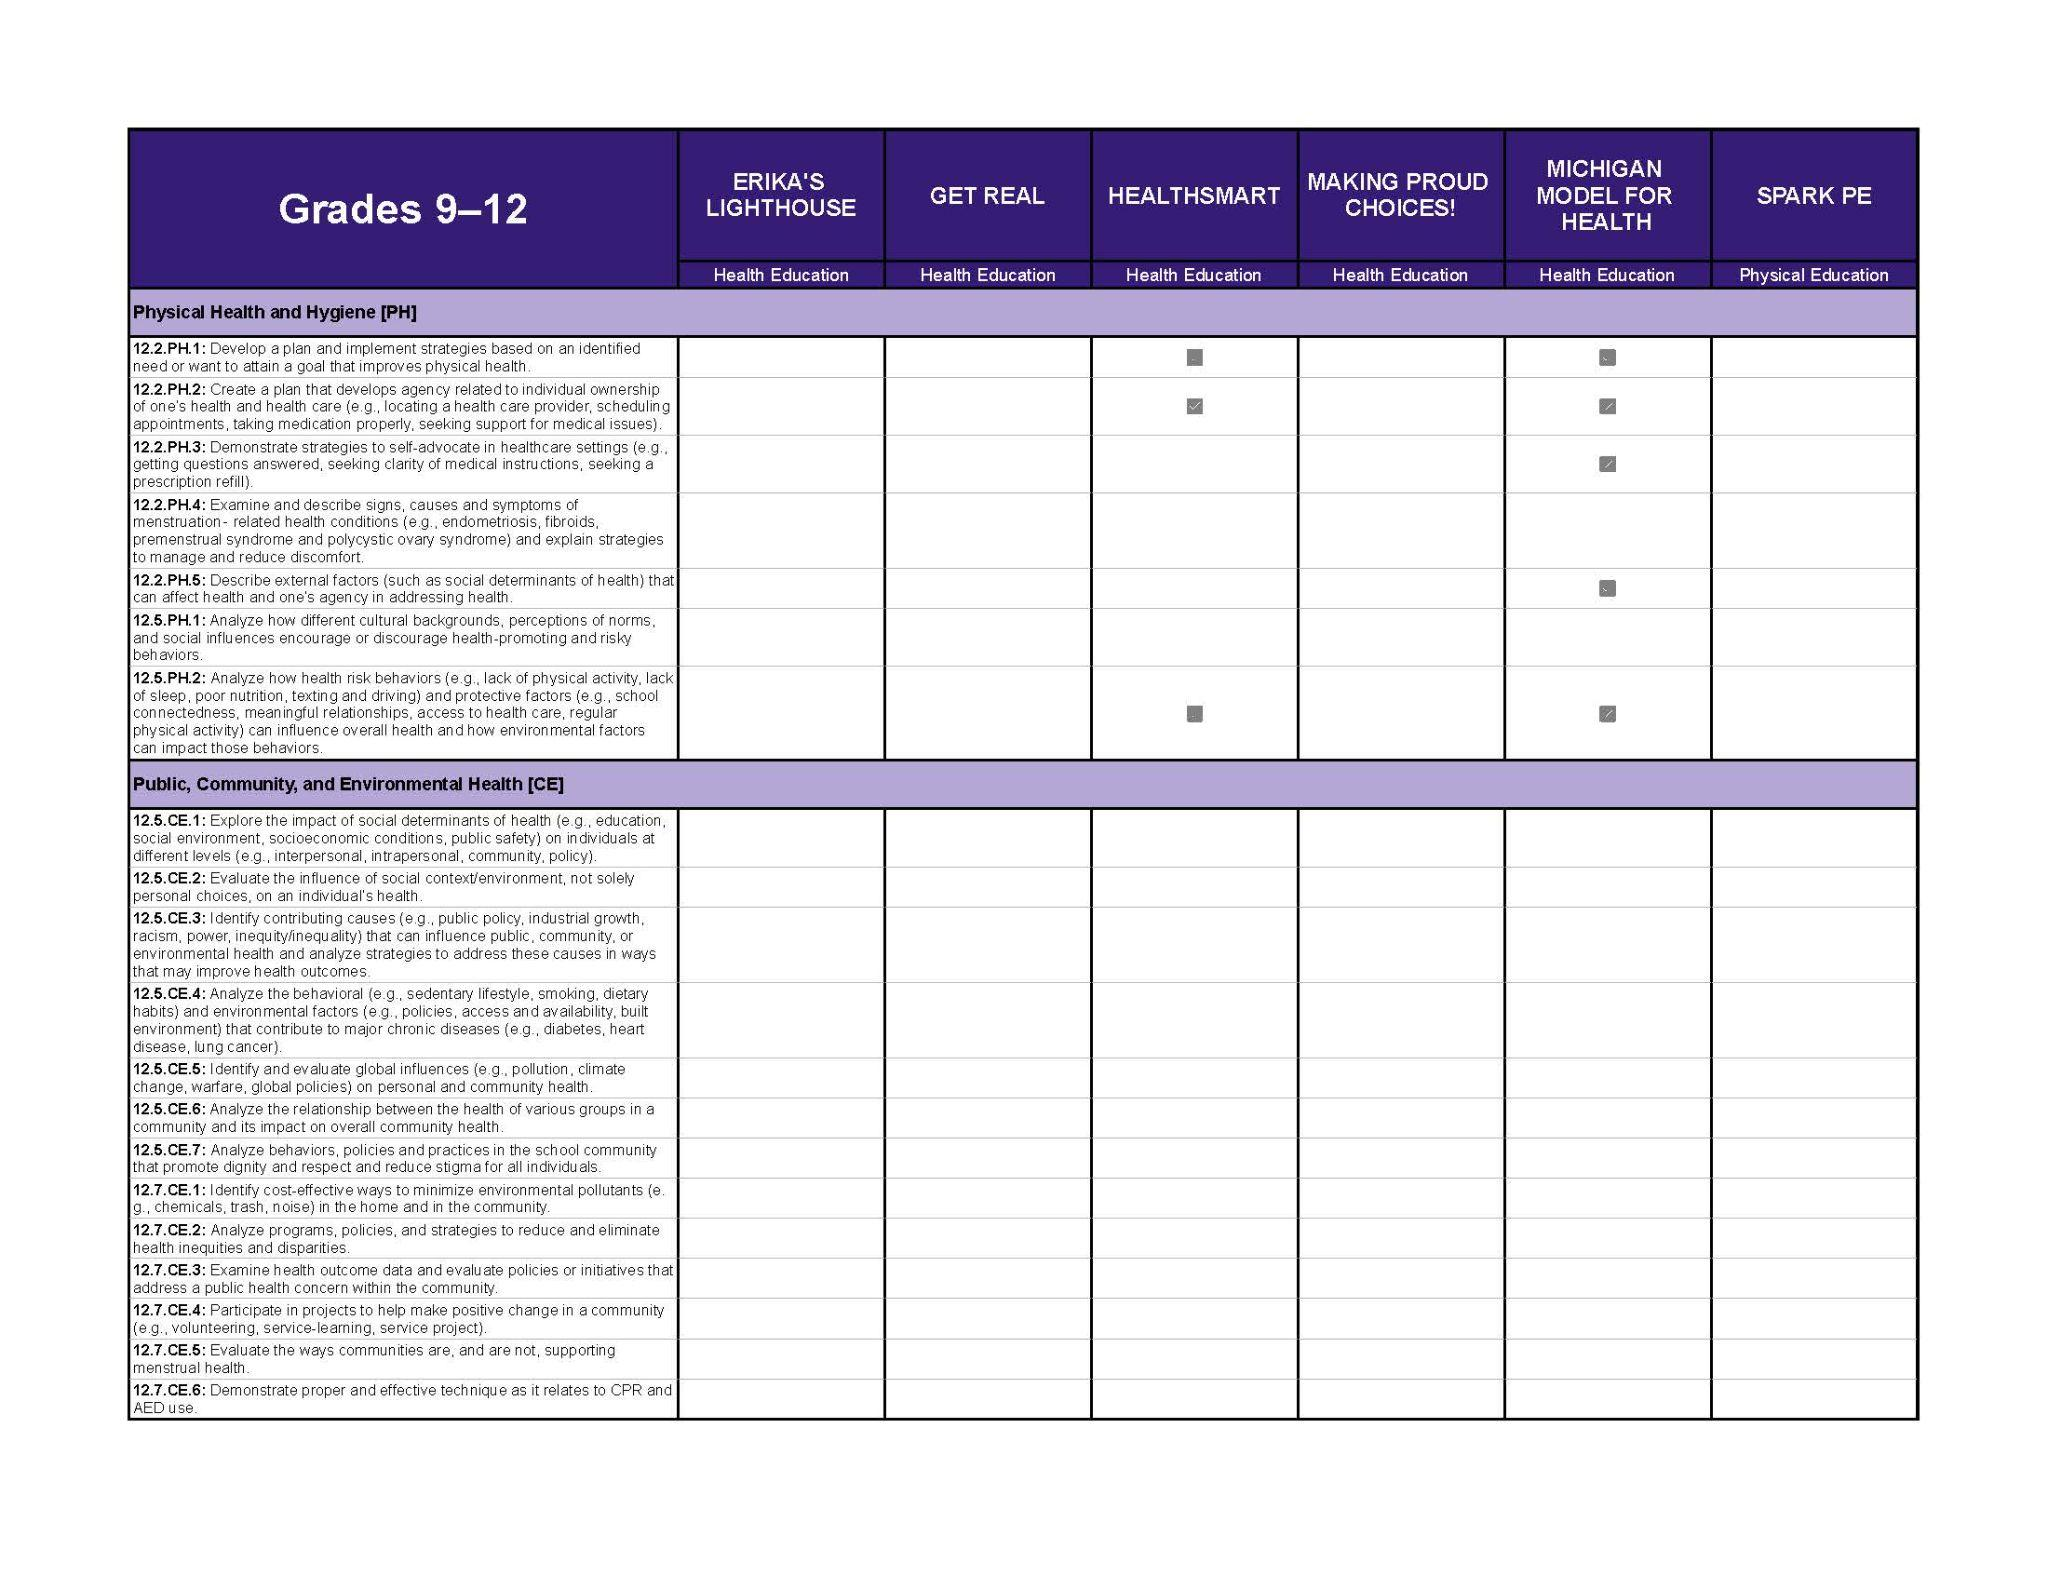 Grades 9–12
ERIKA'S
LIGHTHOUSE
GET REAL
HEALTHSMART
MAKING PROUD
CHOICES!
MICHIGAN
MODEL FOR
HEALTH
SPARK PE
Health Education
Health Education
Health Education
Health Education
Health Education
Physical Education
Physical Health and Hygiene [PH]
12.2.PH.1: Develop a plan and implement strategies based on an identified
need or want to attain a goal that improves physical health.
12.2.PH.2: Create a plan that develops agency related to individual ownership
of one's health and health care (e.g., locating a health care provider, scheduling
appointments, taking medication properly, seeking support for medical issues).
12.2.PH.3: Demonstrate strategies to self-advocate in healthcare settings (e.g.,
getting questions answered, seeking clarity of medical instructions, seeking a
prescription refill).
12.2.PH.4: Examine and describe signs, causes and symptoms of
menstruation- related health conditions (e.g., endometriosis, fibroids,
premenstrual syndrome and polycystic ovary syndrome) and explain strategies
to manage and reduce discomfort.
12.2.PH.5: Describe external factors (such as social determinants of health) that
can affect health and one's agency in addressing health.
12.5.PH.1: Analyze how different cultural backgrounds, perceptions of norms,
and social influences encourage or discourage health-promoting and risky
behaviors.
12.5.PH.2: Analyze how health risk behaviors (e.g., lack of physical activity, lack
of sleep, poor nutrition, texting and driving) and protective factors (e.g., school
connectedness, meaningful relationships, access to health care, regular
physical activity) can influence overall health and how environmental factors
can impact those behaviors.
Public, Community, and Environmental Health [CE]
12.5.CE.1: Explore the impact of social determinants of health (e.g., education,
social environment, socioeconomic conditions, public safety) on individuals at
different levels (e.g., interpersonal, intrapersonal, community, policy).
12.5.CE.2: Evaluate the influence of social context/environment, not solely
personal choices, on an individual's health.
12.5.CE.3: Identify contributing causes (e.g., public policy, industrial growth,
racism, power, inequity/inequality) that can influence public, community, or
environmental health and analyze strategies to address these causes in ways
that may improve health outcomes.
12.5.CE.4: Analyze the behavioral (e.g., sedentary lifestyle, smoking, dietary
habits) and environmental factors (e.g., policies, access and availability, built
environment) that contribute to major chronic diseases (e.g., diabetes, heart
disease, lung cancer).
12.5.CE.5: Identify and evaluate global influences (e.g., pollution, climate
change, warfare, global policies) on personal and community health.
12.5.CE.6: Analyze the relationship between the health of various groups in a
community and its impact on overall community health.
12.5.CE.7: Analyze behaviors, policies and practices in the school community
that promote dignity and respect and reduce stigma for all individuals.
12.7.CE.1: Identify cost-effective ways to minimize environmental pollutants (e.
g., chemicals, trash, noise) in the home and in the community.
12.7.CE.2: Analyze programs, policies, and strategies to reduce and eliminate
health inequities and disparities.
12.7.CE.3: Examine health outcome data and evaluate policies or initiatives that
address a public health concern within the community.
12.7.CE.4: Participate in projects to help make positive change in a community
(e.g., volunteering, service-learning, service project).
12.7.CE.5: Evaluate the ways communities are, and are not, supporting
menstrual health.
12.7.CE.6: Demonstrate proper and effective technique as it relates to CPR and
AED use.